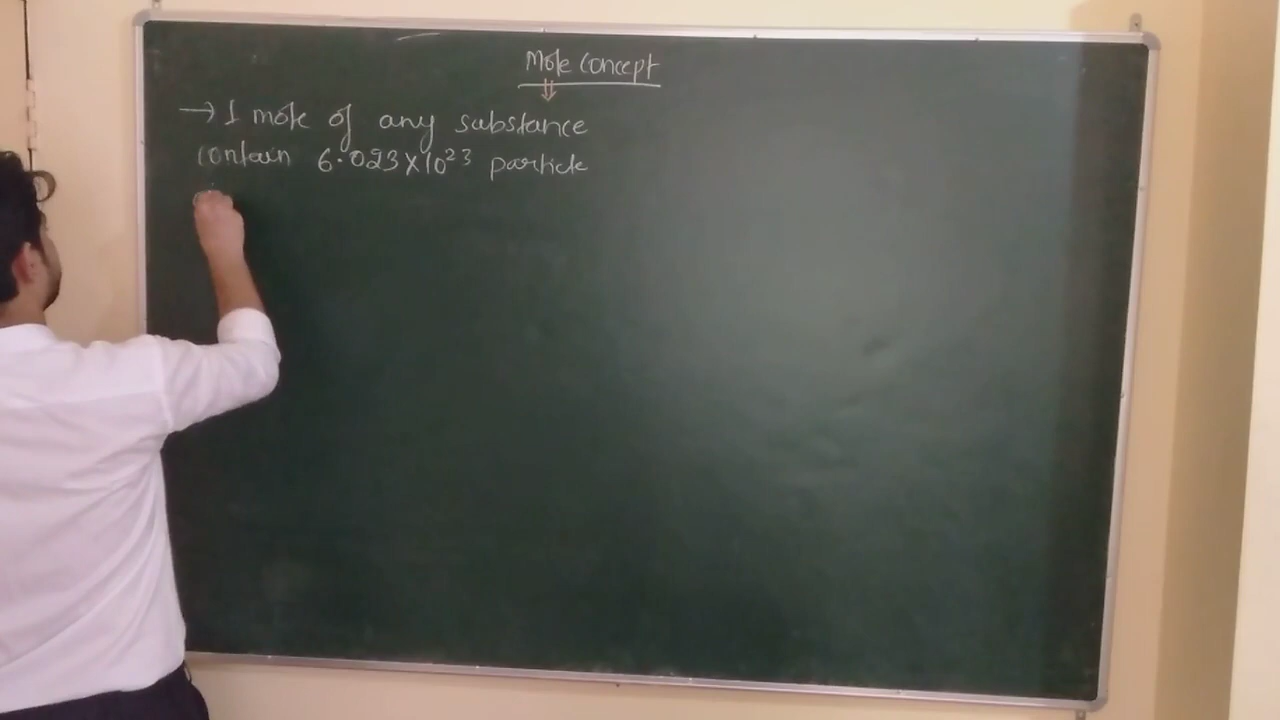 Mole Concept
→ 1 mole of any substance
contain 6.023×10²³ particle